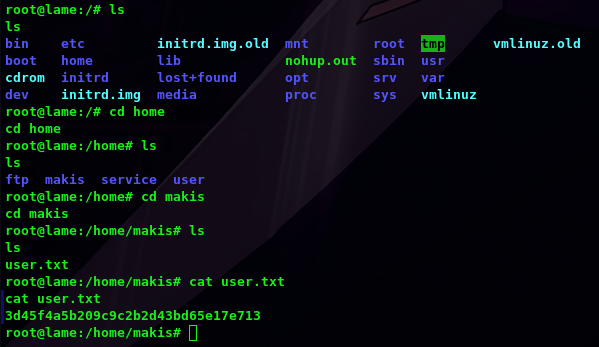 root@lame:/# ls
ls
bin    etc         initrd.img.old  mnt        root  tmp      vmlinuz.old
boot   home        lib             nohup.out  sbin  usr
cdrom  initrd      lost+found      opt        srv   var
dev    initrd.img  media           proc       sys   vmlinuz
root@lame:/# cd home
cd home
root@lame:/home# ls
ls
ftp  makis  service  user
root@lame:/home# cd makis
cd makis
root@lame:/home/makis# ls
ls
user.txt
root@lame:/home/makis# cat user.txt
cat user.txt
3d45f4a5b209c9c2b2d43bd65e17e713
root@lame:/home/makis#